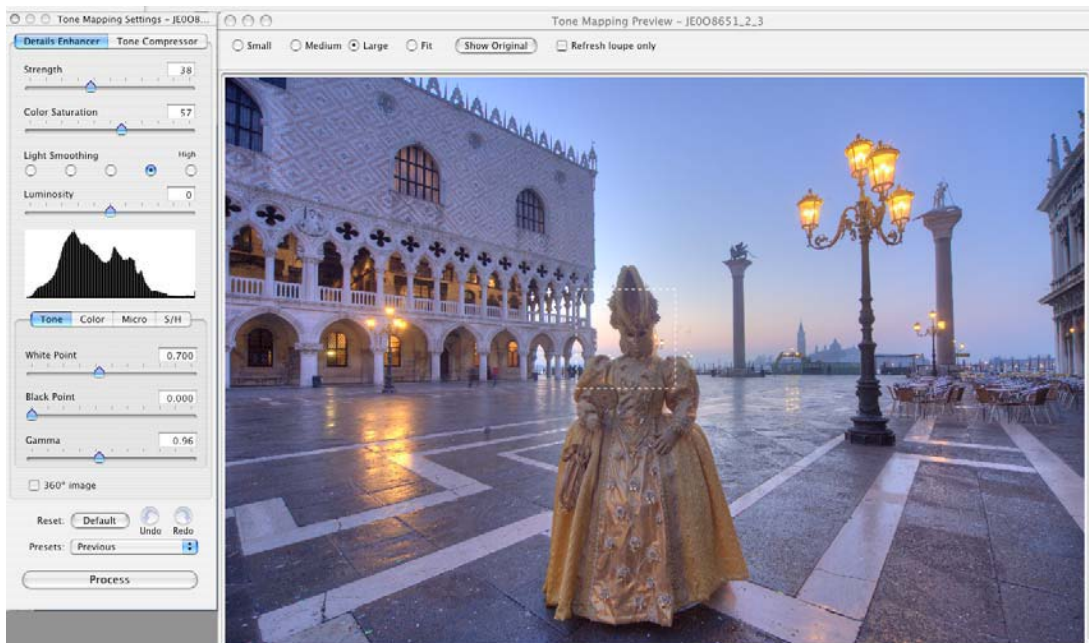 Tone Mapping Settings - JE0O8...
Details Enhancer Tone Compressor
Strength 38
Color Saturation 57
Light Smoothing High
Luminosity 0
Tone Color Micro S/H
White Point 0.700
Black Point 0.000
Gamma 0.96
360° image
Reset: Default Undo Redo
Presets: Previous
Process
Tone Mapping Preview - JE0O8651_2_3
Small Medium Large Fit Show Original Refresh loupe only